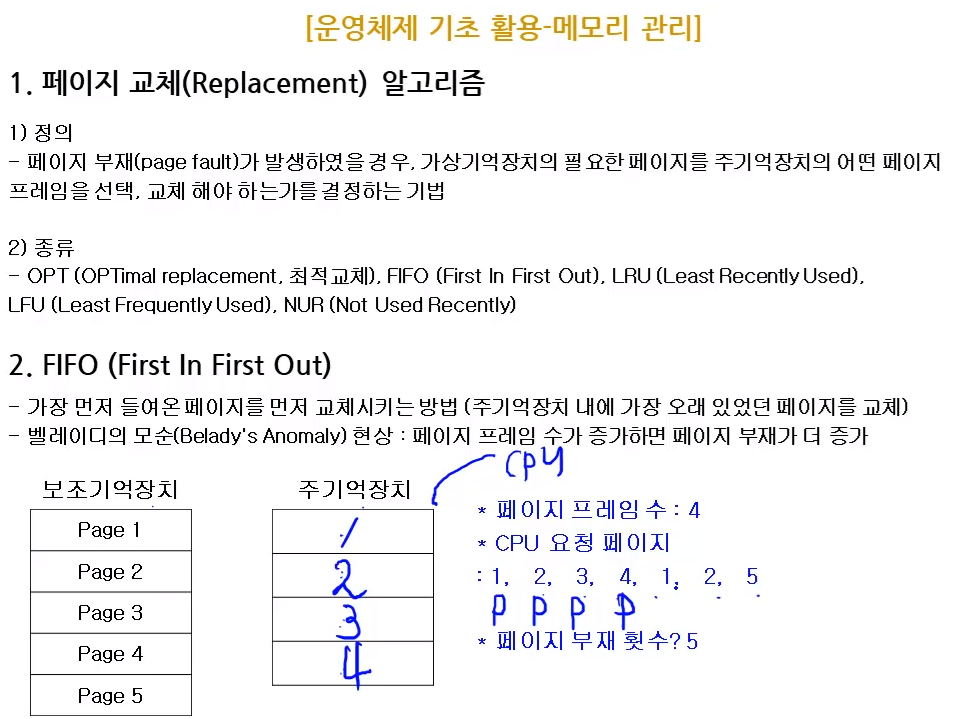 [운영체제 기초 활용-메모리 관리]
1. 페이지 교체(Replacement) 알고리즘
1) 정의
- 페이지 부재(page fault)가 발생하였을 경우, 가상기억장치의 필요한 페이지를 주기억장치의 어떤 페이지
프레임을 선택, 교체 해야 하는가를 결정하는 기법
2) 종류
- OPT (OPTimal replacement, 최적교체), FIFO (First In First Out), LRU (Least Recently Used),
LFU (Least Frequently Used), NUR (Not Used Recently)
2. FIFO (First In First Out)
- 가장 먼저 들여온 페이지를 먼저 교체시키는 방법 (주기억장치 내에 가장 오래 있었던 페이지를 교체)
- 벨레이디의 모순(Belady's Anomaly) 현상 : 페이지 프레임 수가 증가하면 페이지 부재가 더 증가
보조기억장치
Page 1
Page 2
Page 3
Page 4
Page 5
주기억장치
1
2
3
4
CPU
* 페이지 프레임 수 : 4
* CPU 요청 페이지
: 1, 2, 3, 4, 1, 2, 5
P P P P
* 페이지 부재 횟수? 5